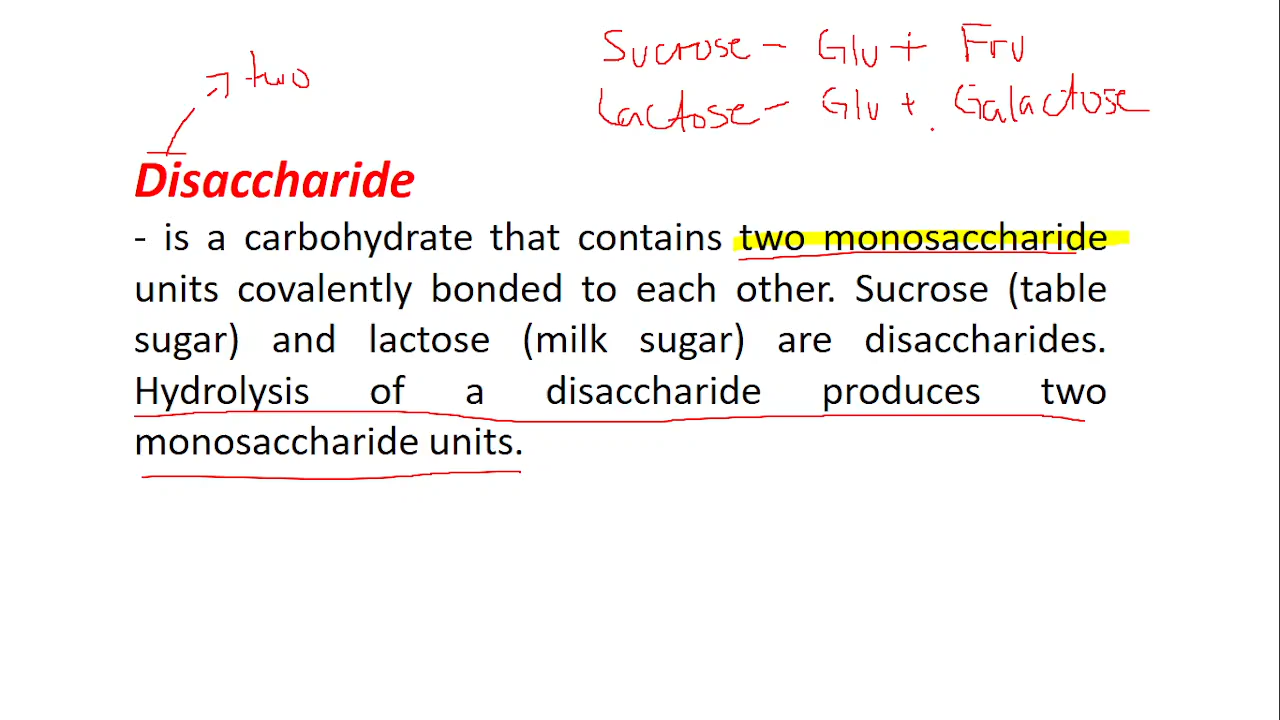 Sucrose - Glu + Fru
two
Lactose - Glu + Galactose
Disaccharide
- is a carbohydrate that contains two monosaccharide
units covalently bonded to each other. Sucrose (table
sugar) and lactose (milk sugar) are disaccharides.
Hydrolysis of a disaccharide produces two
monosaccharide units.